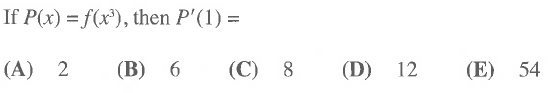 If P(x) = f(x³), then P′(1) =
(A) 2 (B) 6 (C) 8 (D) 12 (E) 54